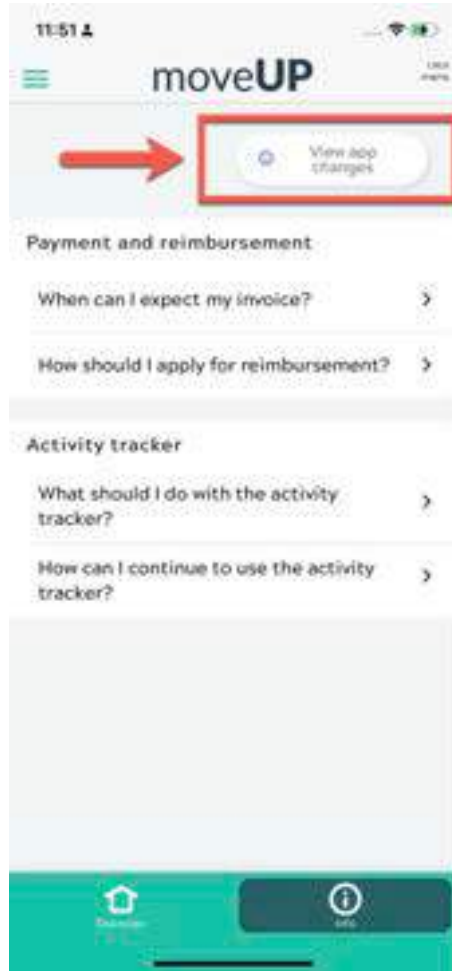 11:51
moveUP
View app
changes
Payment and reimbursement
When can I expect my invoice?
How should I apply for reimbursement?
Activity tracker
What should I do with the activity
tracker?
How can I continue to use the activity
tracker?
Info